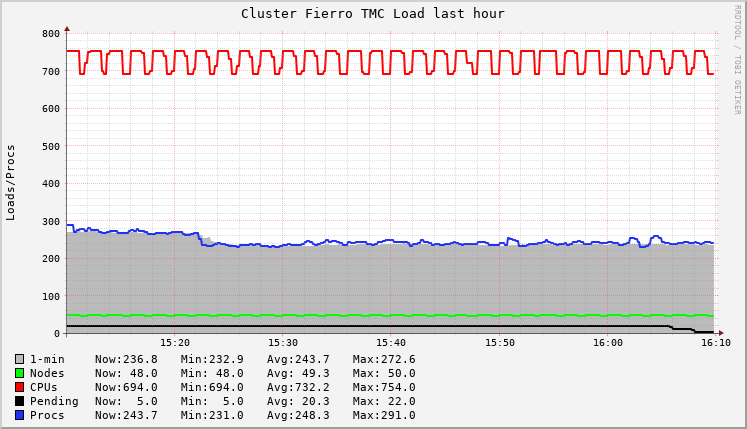 Cluster Fierro TMC Load last hour
RRDTOOL / TOBI OETIKER
Loads/Procs
800
700
600
500
400
300
200
100
0
15:20 15:30 15:40 15:50 16:00 16:10
1-min Now:236.8 Min:232.9 Avg:243.7 Max:272.6
Nodes Now: 48.0 Min: 48.0 Avg: 49.3 Max: 50.0
CPUs Now:694.0 Min:694.0 Avg:732.2 Max:754.0
Pending Now: 5.0 Min: 5.0 Avg: 20.3 Max: 22.0
Procs Now:243.7 Min:231.0 Avg:248.3 Max:291.0